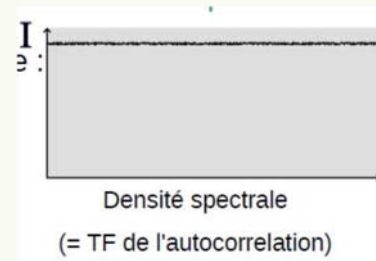 I
e :
Densité spectrale
(= TF de l'autocorrelation)